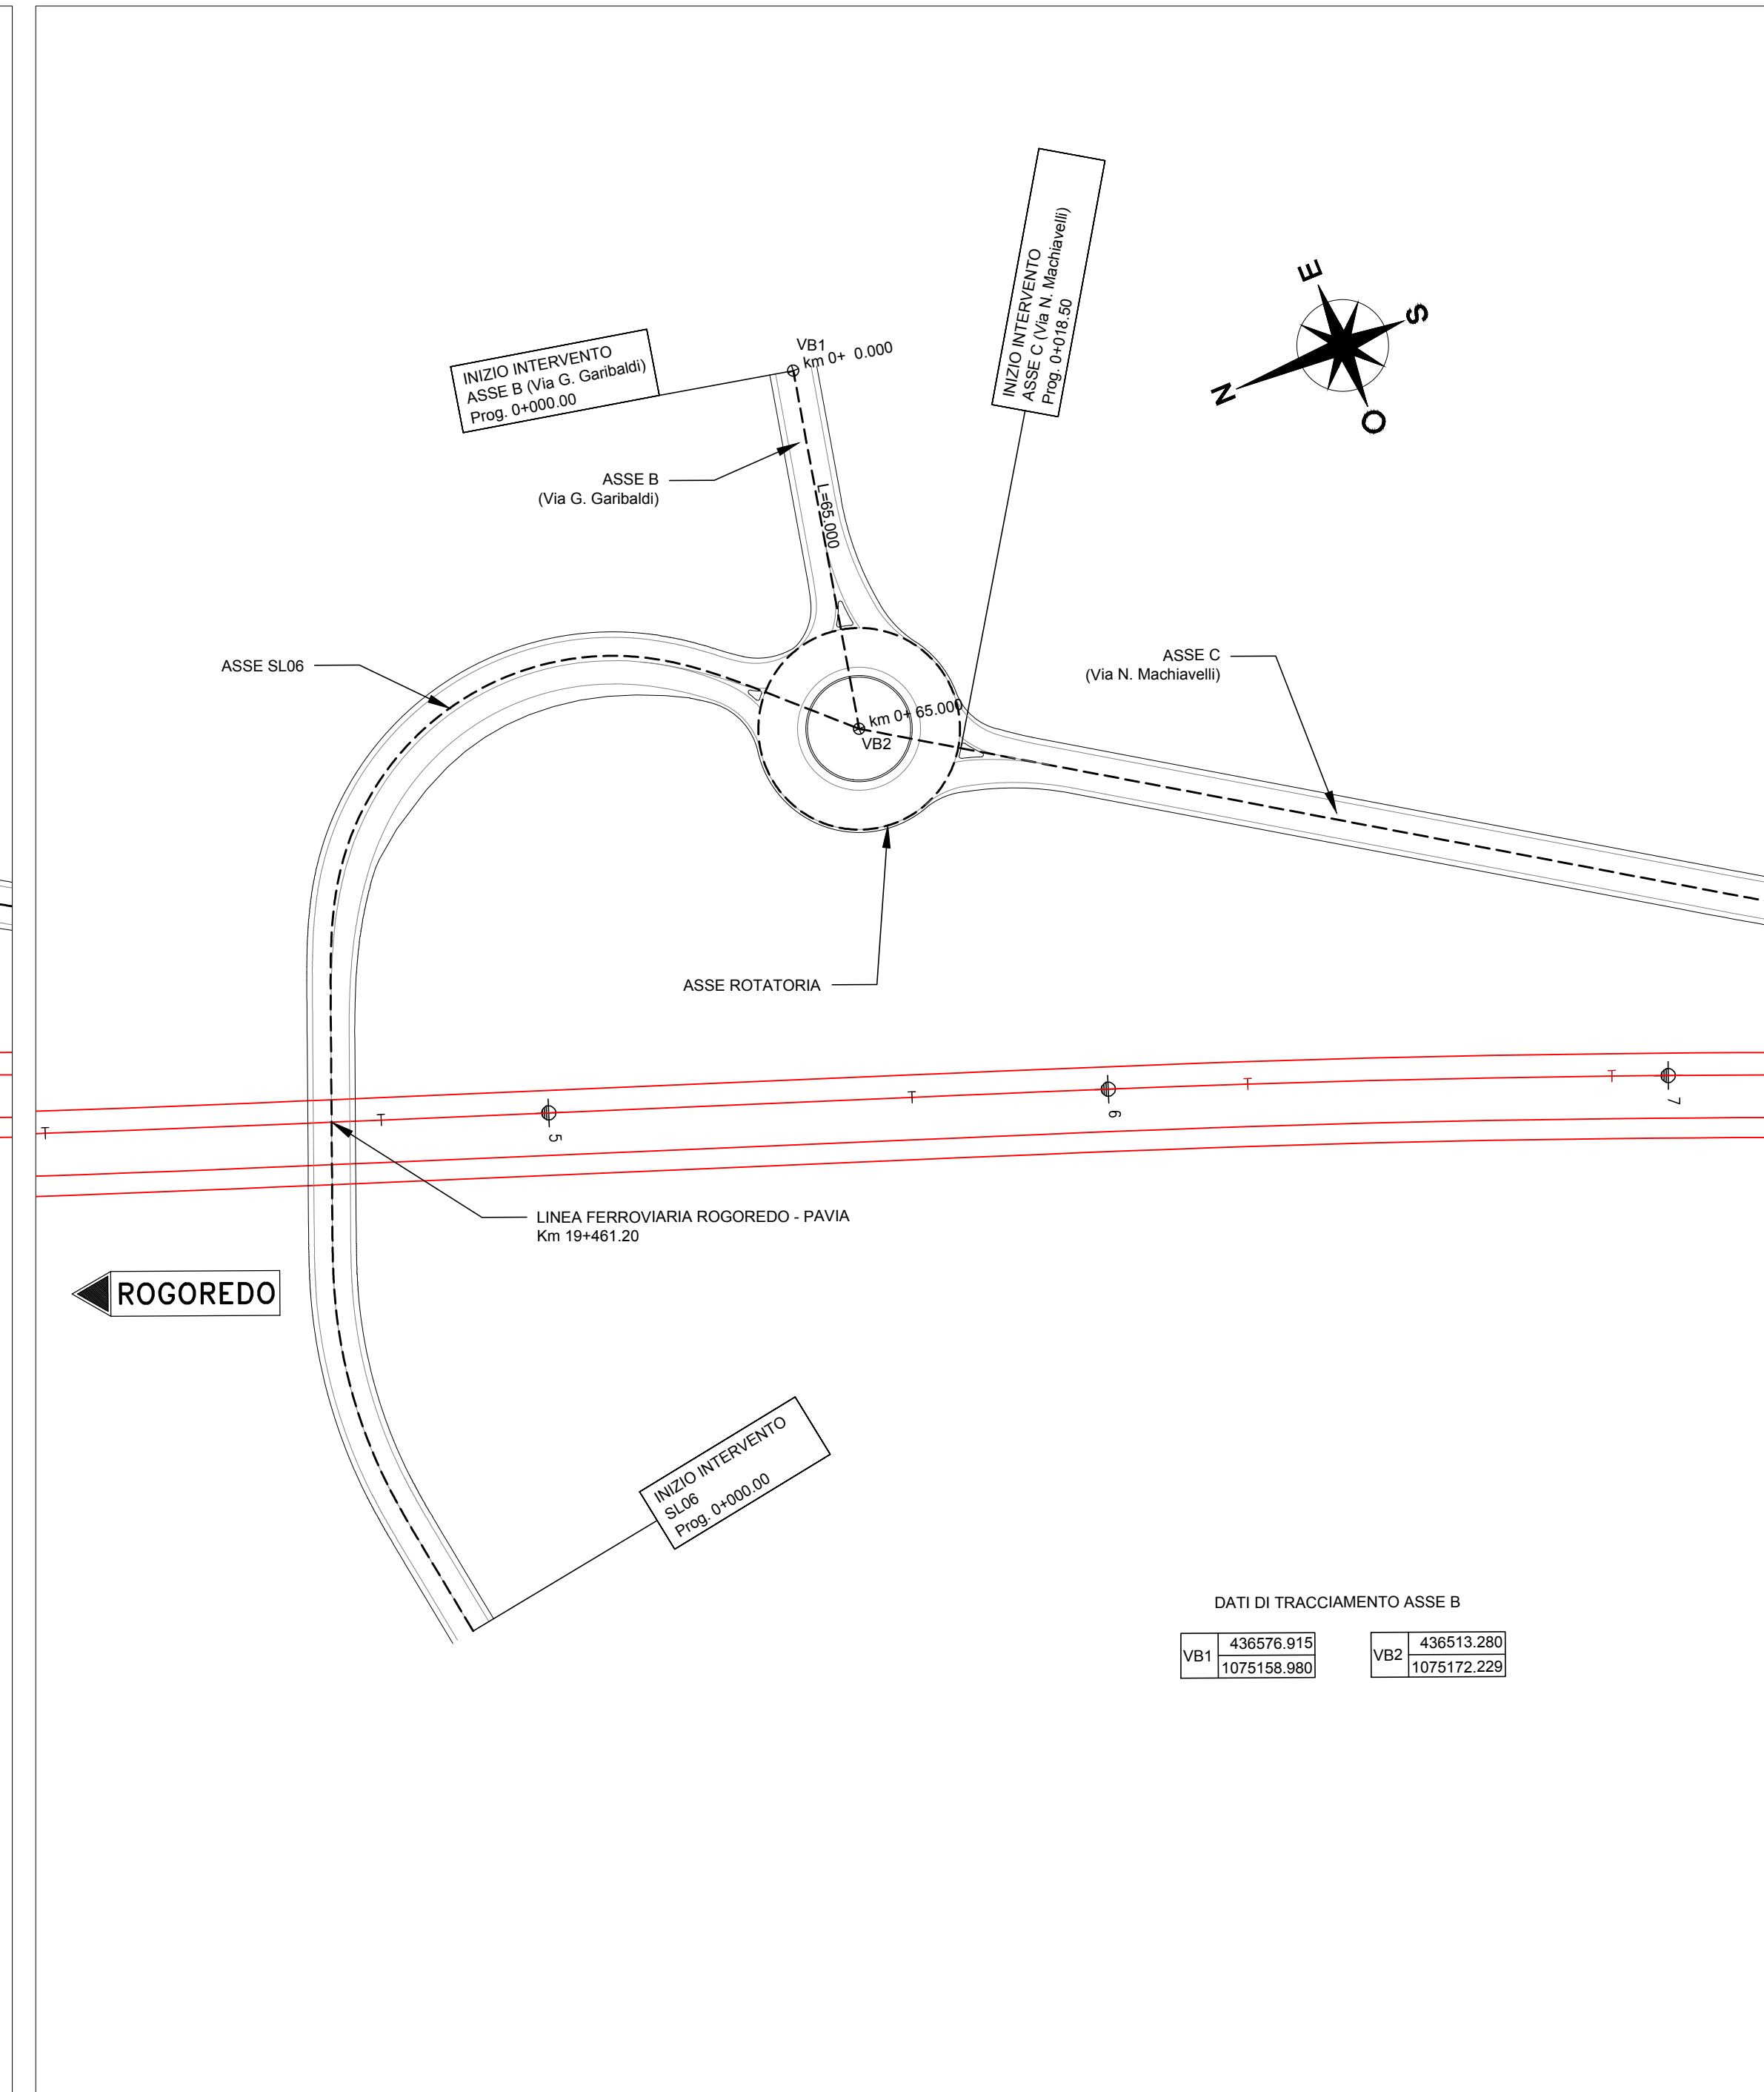 INIZIO INTERVENTO
ASSE B (Via G. Garibaldi)
Prog. 0+000.00
VB1
km 0+ 0.000
INIZIO INTERVENTO
ASSE C (Via N. Machiavelli)
Prog. 0+018.50
E
S
N
O
ASSE B
(Via G. Garibaldi)
L=65.000
ASSE SL06
ASSE C
(Via N. Machiavelli)
km 0+ 65.000
VB2
ASSE ROTATORIA
T
T
5
T
6
T
T
7
LINEA FERROVIARIA ROGOREDO - PAVIA
Km 19+461.20
ROGOREDO
INIZIO INTERVENTO
SL06
Prog. 0+000.00
DATI DI TRACCIAMENTO ASSE B
VB1
436576.915
1075158.980
VB2
436513.280
1075172.229